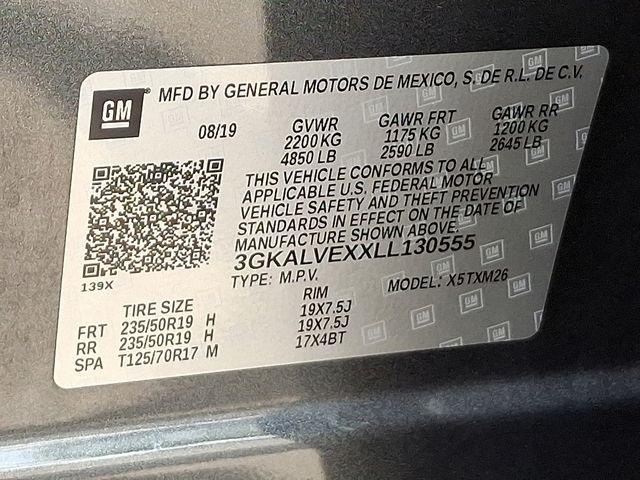 GM
MFD BY GENERAL MOTORS DE MEXICO, S. DE R.L. DE C.V.
08/19
GVWR GAWR FRT GAWR RR
2200 KG 1175 KG 1200 KG
4850 LB 2590 LB 2645 LB
THIS VEHICLE CONFORMS TO ALL
APPLICABLE U.S. FEDERAL MOTOR
VEHICLE SAFETY AND THEFT PREVENTION
STANDARDS IN EFFECT ON THE DATE OF
MANUFACTURE SHOWN ABOVE.
3GKALVEXXLL130555
139X
TYPE: M.P.V. MODEL: X5TXM26
TIRE SIZE RIM
FRT 235/50R19 H 19X7.5J
RR 235/50R19 H 19X7.5J
SPA T125/70R17 M 17X4BT